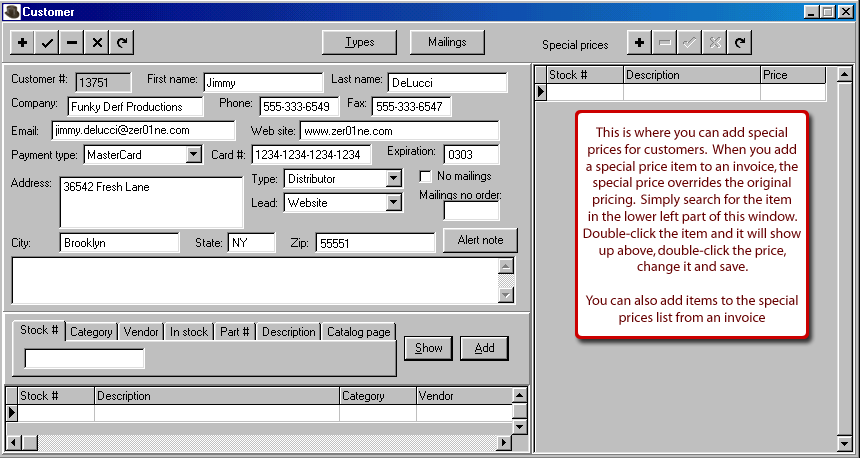 Customer
Types Mailings Special prices
Customer #: 13751 First name: Jimmy Last name: DeLucci
Company: Funky Derf Productions Phone: 555-333-6549 Fax: 555-333-6547
Email: jimmy.delucci@zer01ne.com Web site: www.zer01ne.com
Payment type: MasterCard Card #: 1234-1234-1234-1234 Expiration: 0303
Address: 36542 Fresh Lane Type: Distributor No mailings
Lead: Website Mailings no order:
City: Brooklyn State: NY Zip: 55551 Alert note
Stock # Category Vendor In stock Part # Description Catalog page
Show Add
Stock # Description Category Vendor
Stock # Description Price
This is where you can add special
prices for customers. When you add
a special price item to an invoice, the
special price overrides the original
pricing. Simply search for the item
in the lower left part of this window.
Double-click the item and it will show
up above, double-click the price,
change it and save.
You can also add items to the special
prices list from an invoice